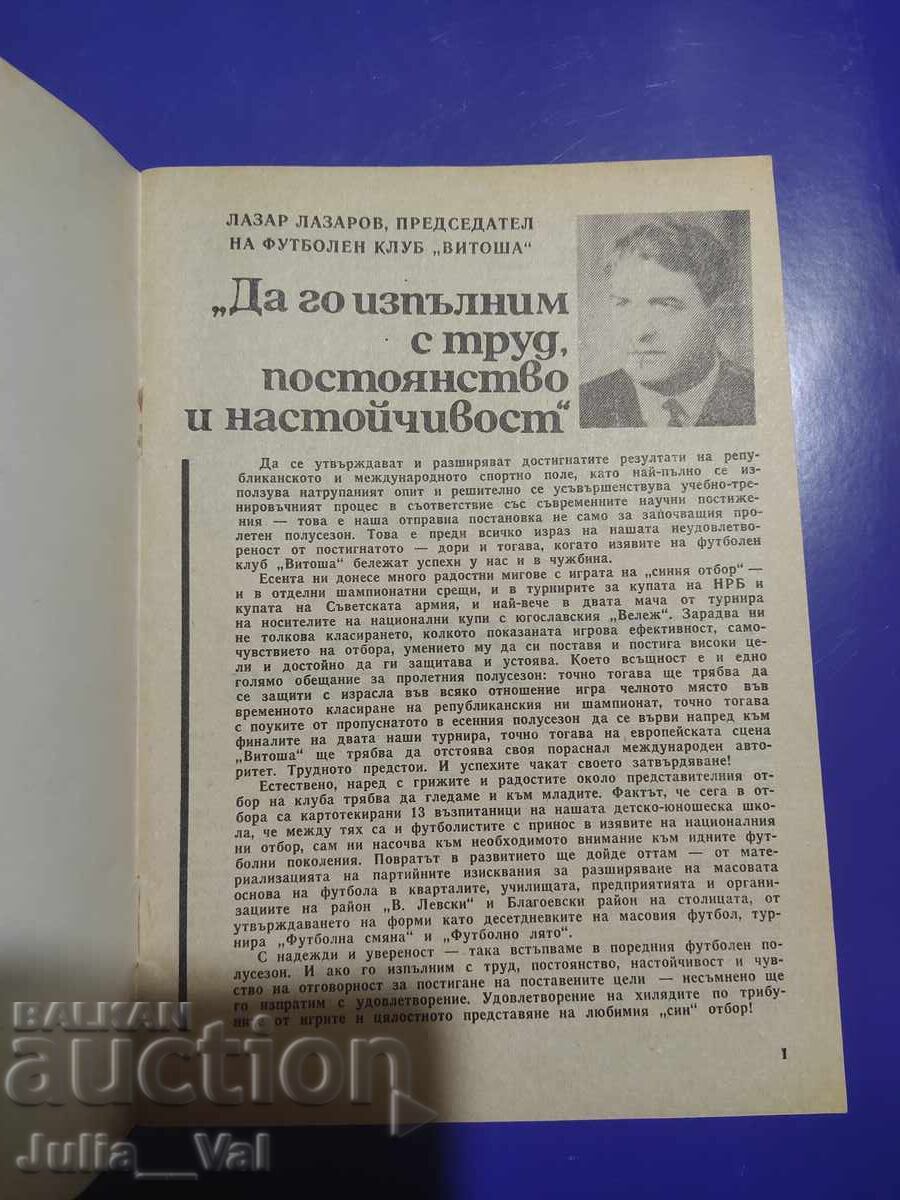 ЛАЗАР ЛАЗАРОВ, ПРЕДСЕДАТЕЛ
НА ФУТБОЛЕН КЛУБ „ВИТОША“
„Да го изпълним
с труд,
постоянство
и настойчивост“
Да се утвърждават и разширяват достигнатите резултати на репу-
бликанското и международното спортно поле, като най-пълно се из-
ползува натрупаният опит и решително се усъвършенствува учебно-тре-
нировъчният процес в съответствие със съвременните научни постиже-
ния — това е наша отправна постановка не само за започващия про-
летен полусезон. Това е преди всичко израз на нашата неудовлетво-
реност от постигнатото — дори и тогава, когато изявите на футболен
клуб „Витоша“ бележат успехи у нас и в чужбина.
Есента ни донесе много радостни мигове с играта на „синия отбор“ —
и в отделни шампионатни срещи, и в турнирите за купата на НРБ и
купата на Съветската армия, и най-вече в двата мача от турнира
на носителите на национални купи с югославския „Вележ“. Зарадва ни
не толкова класирането, колкото показаната игрова ефективност, само-
чувствието на отбора, умението му да си поставя и постига високи це-
ли и достойно да ги защитава и устоява. Което всъщност е и едно
голямо обещание за пролетния полусезон: точно тогава ще трябва да
се защити с израсла във всяко отношение игра челното място във
временното класиране на републиканския ни шампионат, точно тогава
с поуките от пропуснатото в есенния полусезон да се върви напред към
финалите на двата наши турнира, точно тогава на европейската сцена
„Витоша“ ще трябва да отстоява своя пораснал международен авто-
ритет. Трудното предстои. И успехите чакат своето затвърдяване!
Естествено, наред с грижите и радостите около представителния от-
бор на клуба трябва да гледаме и към младите. Фактът, че сега в от-
бора са картотекирани 13 възпитаници на нашата детско-юношеска шко-
ла, че между тях са и футболистите с принос в изявите на националния
ни отбор, сам ни насочва към необходимото внимание към идните фут-
болни поколения. Повратът в развитието ще дойде оттам — от мате-
риализацията на партийните изисквания за разширяване на масовата
основа на футбола в кварталите, училищата, предприятията и органи-
зациите на район „В. Левски“ и Благоевски район на столицата, от
утвърждаването на форми като десетдневките на масовия футбол, тур-
нира „Футболна смяна“ и „Футболно лято“.
С надежди и увереност — така встъпваме в поредния футболен по-
лусезон. И ако го изпълним с труд, постоянство, настойчивост и чув-
ство на отговорност за постигане на поставените цели — несъмнено ще
го изпратим с удовлетворение. Удовлетворение на хилядите по трибу-
ните от игрите и цялостното представяне на любимия „син“ отбор!
1
BALKAN
auction
Julia__Val